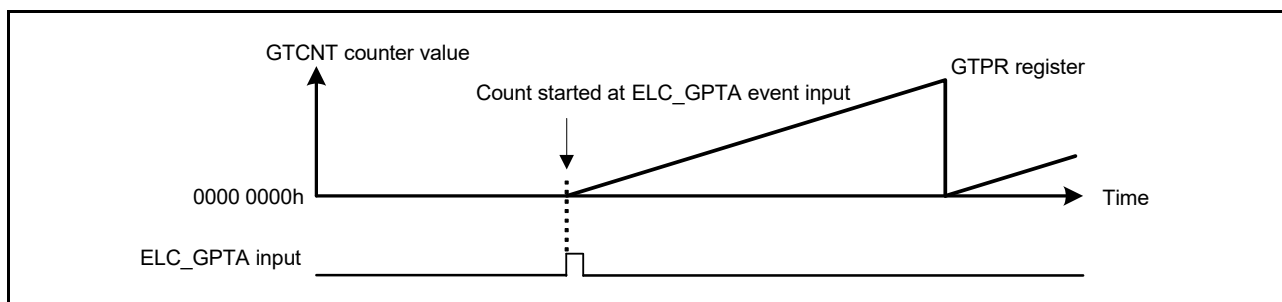 GTCNT counter value
GTPR register
Count started at ELC_GPTA event input
0000 0000h
Time
ELC_GPTA input